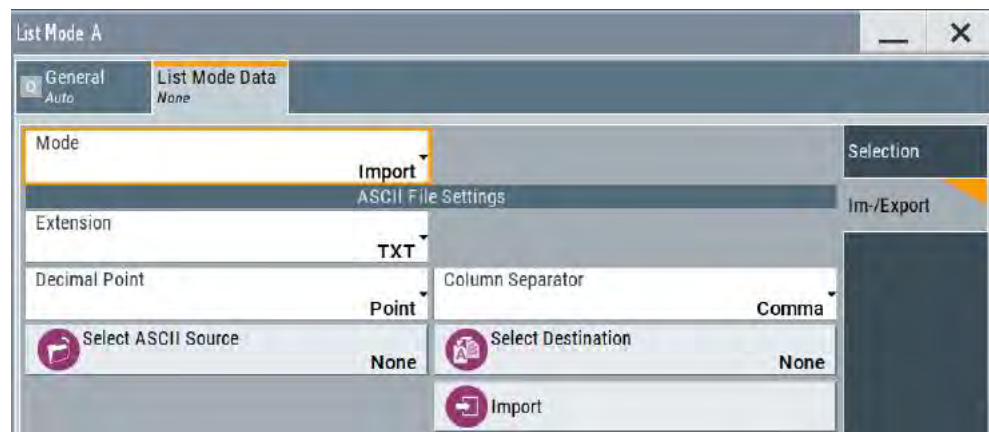 List Mode A
General
Auto
List Mode Data
None
Mode
Import
ASCII File Settings
Extension
TXT
Decimal Point
Point
Column Separator
Comma
Select ASCII Source
None
Select Destination
None
Import
Selection
Im-/Export